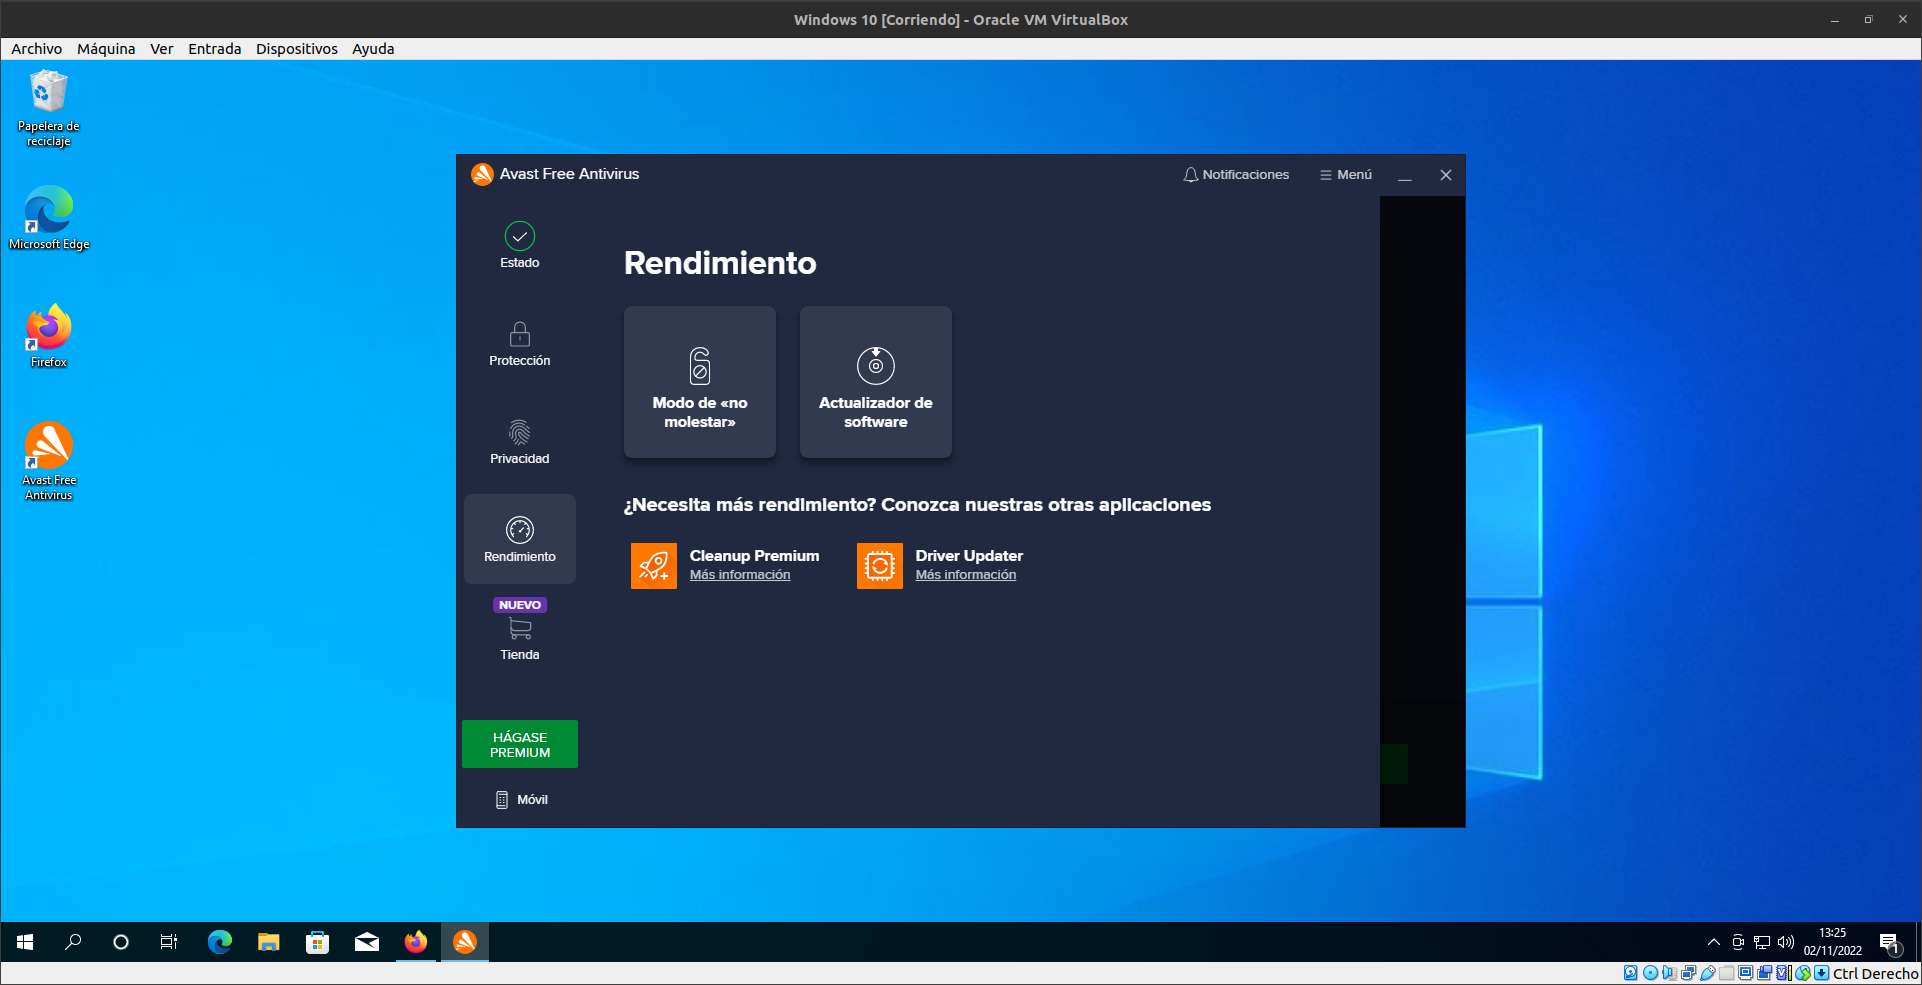 Windows 10 [Corriendo] - Oracle VM VirtualBox
Archivo Máquina Ver Entrada Dispositivos Ayuda
Papelera de
reciclaje
Microsoft Edge
Firefox
Avast Free
Antivirus
Avast Free Antivirus
Notificaciones
Menú
Estado
Protección
Privacidad
Rendimiento
NUEVO
Tienda
HÁGASE
PREMIUM
Móvil
Rendimiento
Modo de «no
molestar»
Actualizador de
software
¿Necesita más rendimiento? Conozca nuestras otras aplicaciones
Cleanup Premium
Más información
Driver Updater
Más información
13:25
02/11/2022
1
Ctrl Derecho